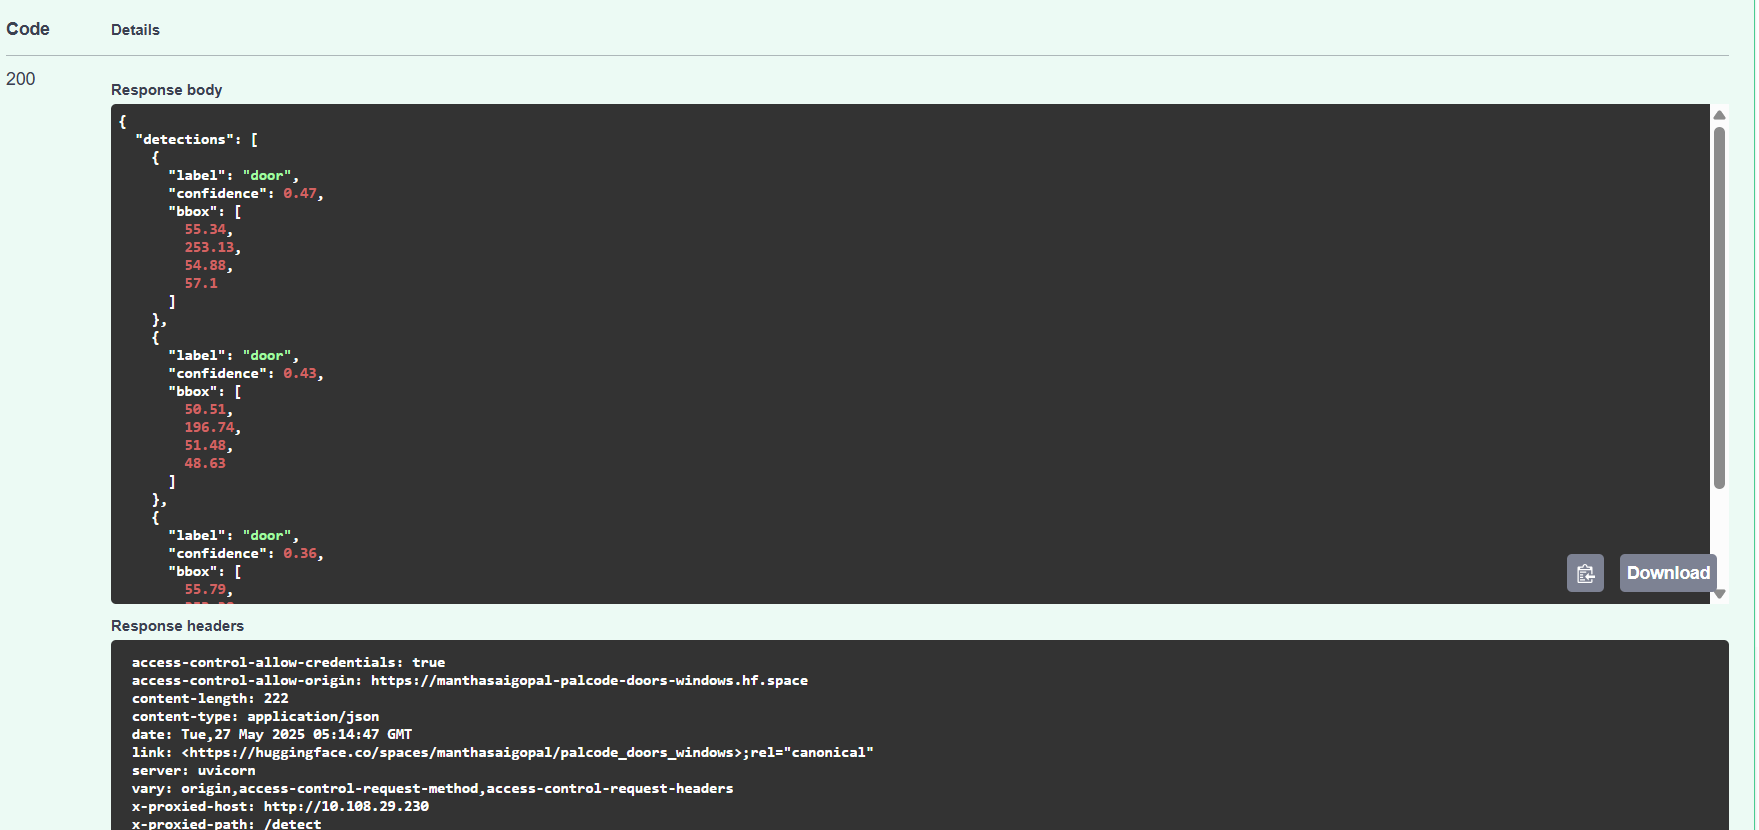 Code Details
200
Response body
{
"detections": [
{
"label": "door",
"confidence": 0.47,
"bbox": [
55.34,
253.13,
54.88,
57.1
]
},
{
"label": "door",
"confidence": 0.43,
"bbox": [
50.51,
196.74,
51.48,
48.63
]
},
{
"label": "door",
"confidence": 0.36,
"bbox": [
55.79,
Download
Response headers
access-control-allow-credentials: true
access-control-allow-origin: https://manthasaigopal-palcode-doors-windows.hf.space
content-length: 222
content-type: application/json
date: Tue,27 May 2025 05:14:47 GMT
link: <https://huggingface.co/spaces/manthasaigopal/palcode_doors_windows>;rel="canonical"
server: uvicorn
vary: origin,access-control-request-method,access-control-request-headers
x-proxied-host: http://10.108.29.230
x-proxied-path: /detect